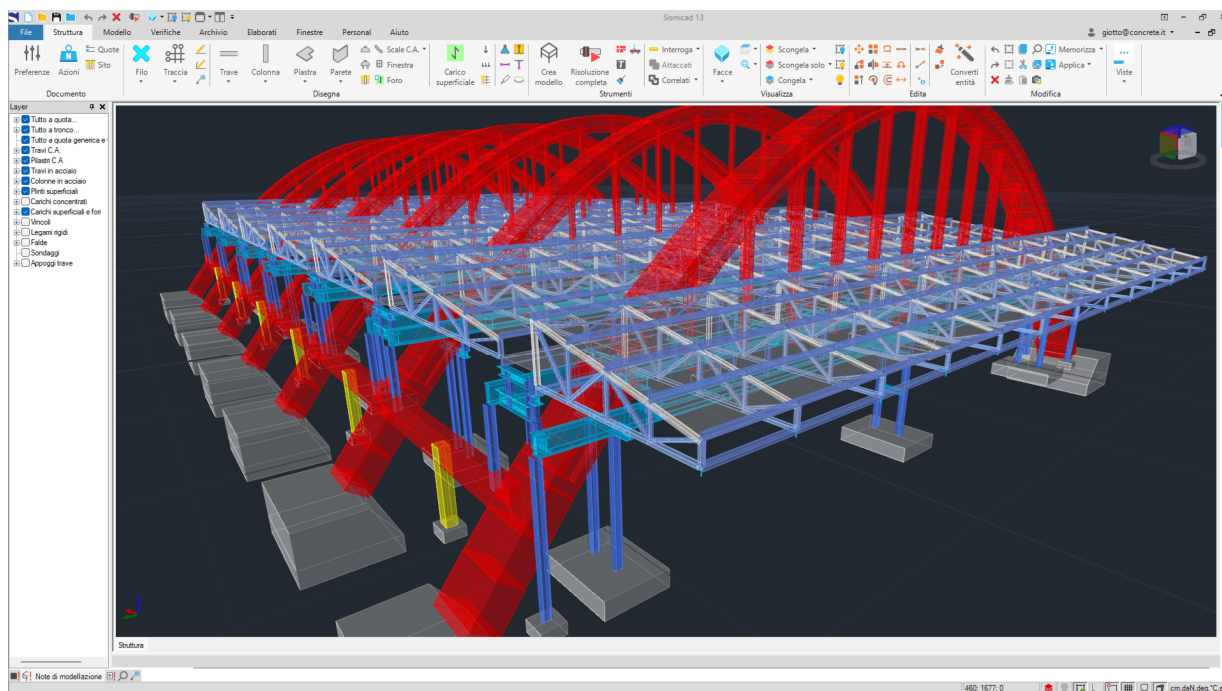 Sismicad 13
File Struttura Modello Verifiche Archivio Elaborati Finestre Personal Aiuto
giotto@concrete.it
Preferenze Azioni Quote Sito
Filo Traccia Trave Colonna Piastra Parete Scale C.A. Finestra Foro
Carico superficiale
Crea modello Risoluzione completa Interroga Attaccati Correlati
Facce Scongela Scongela solo Congela
Converti entità
Memorizza Applica
Viste
Documento Disegna Strumenti Visualizza Edita Modifica
Layer
Tutto a quota...
Tutto a tronco...
Tutto a quota generica e
Travi C.A.
Pilastri C.A.
Travi in acciaio
Colonne in acciaio
Plinti superficiali
Carichi concentrati
Carichi superficiali e fori
Vincoli
Legami rigidi
Falde
Sondaggi
Appoggi trave
Struttura
Note di modellazione
460; 1677; 0
cm,daN,deg,°C,s